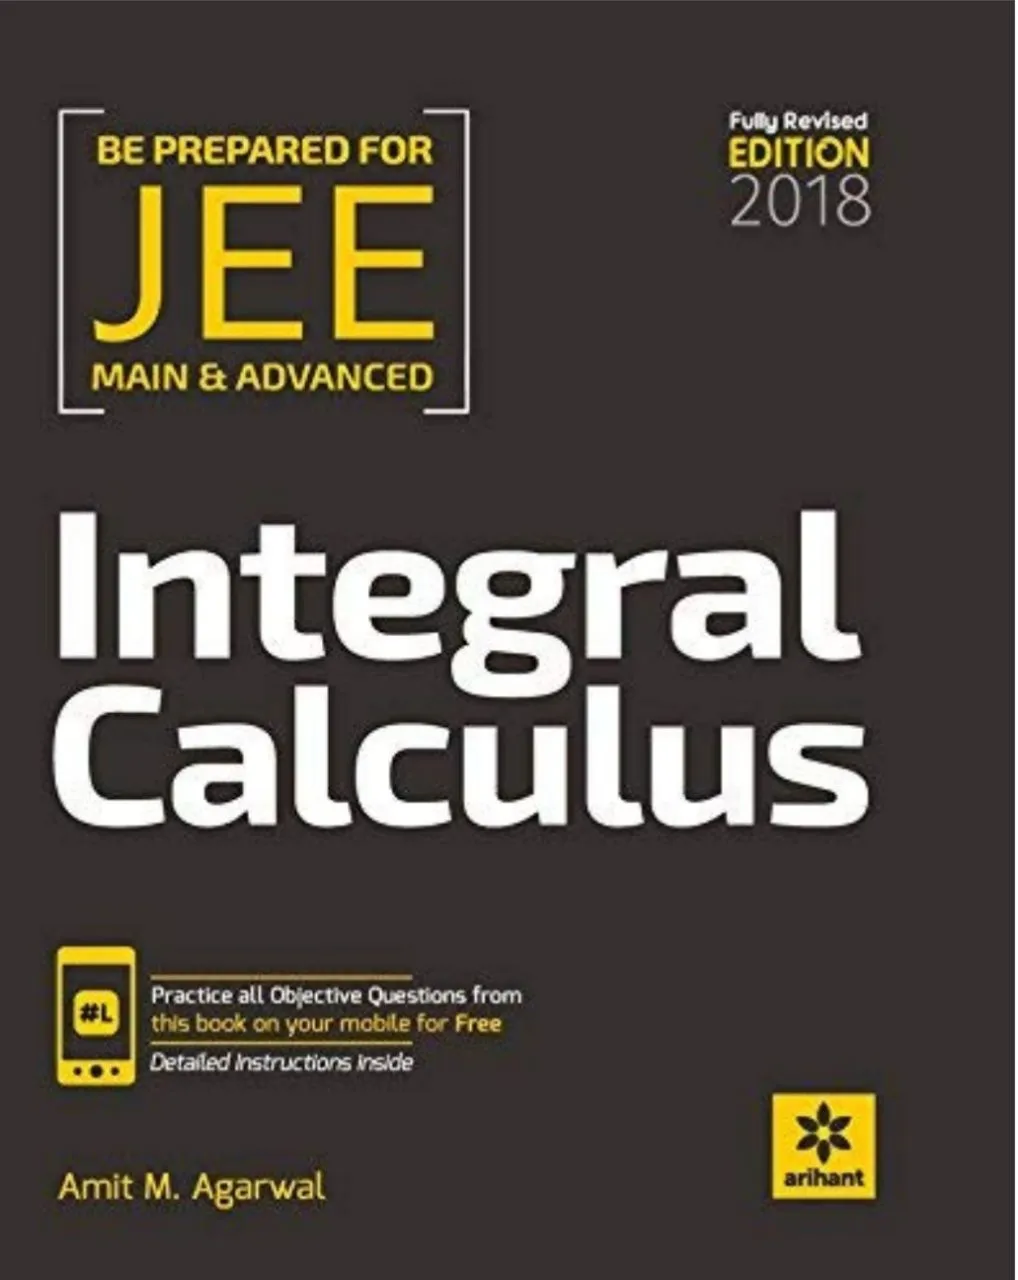 BE PREPARED FOR
JEE
MAIN & ADVANCED
Fully Revised
EDITION
2018
Integral
Calculus
#L
Practice all Objective Questions from
this book on your mobile for Free
Detailed Instructions Inside
Amit M. Agarwal
arihant